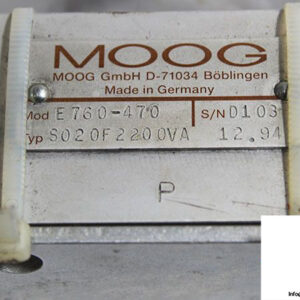 MOOG
MOOG GmbH D-71034 Böblingen
Made in Germany
Mod E760-470 S/N D103
Typ S020F2200VA 12.94
P